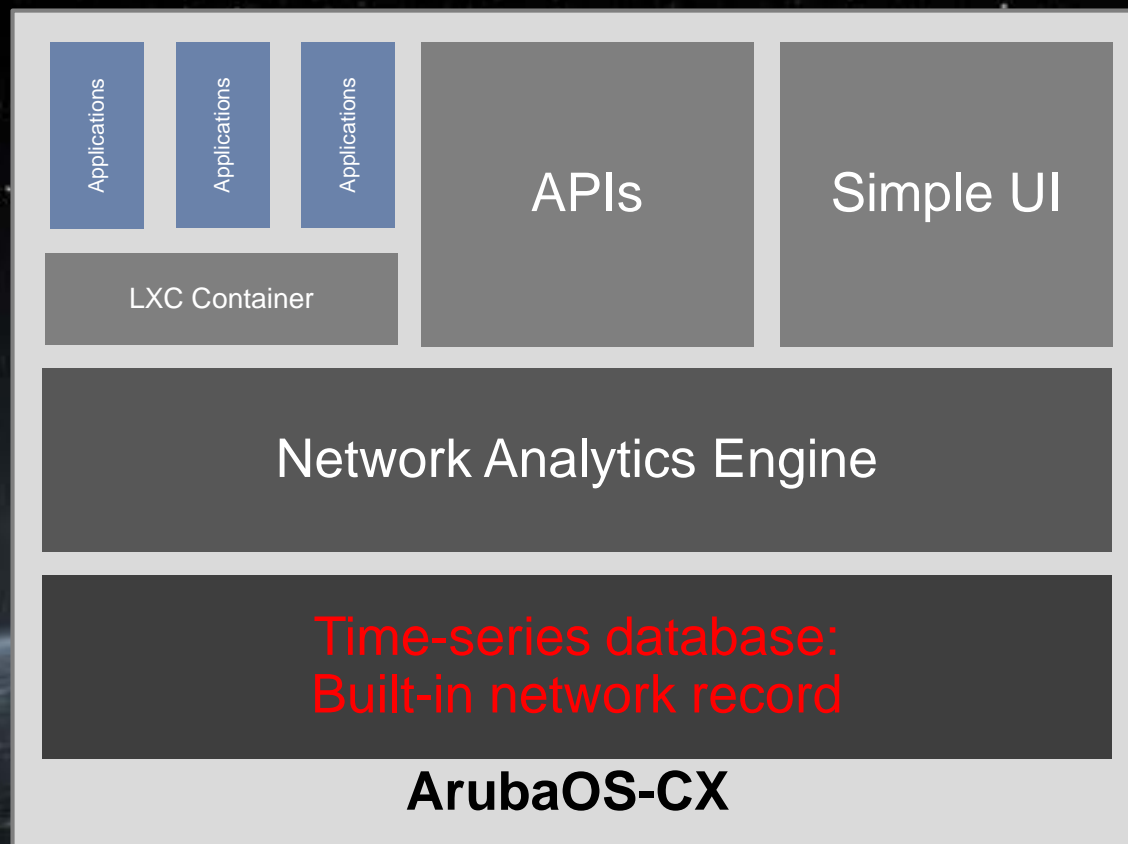 Applications
Applications
Applications
APIs
Simple UI
LXC Container
Network Analytics Engine
Time-series database:
Built-in network record
ArubaOS-CX